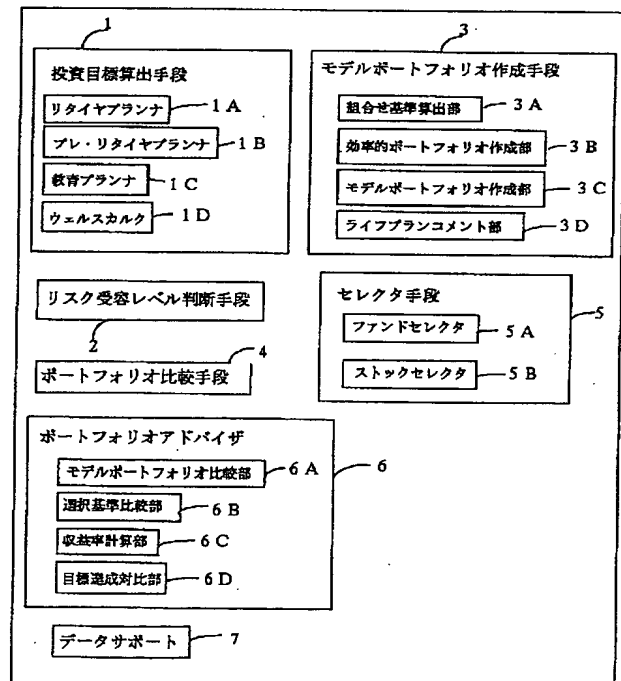 1
投資目標算出手段
リタイヤプランナ 1A
プレ・リタイヤプランナ 1B
教育プランナ 1C
ウェルスカルク 1D
3
モデルポートフォリオ作成手段
組合せ基準算出部 3A
効率的ポートフォリオ作成部 3B
モデルポートフォリオ作成部 3C
ライフプランコメント部 3D
リスク受容レベル判断手段
2
ポートフォリオ比較手段
4
セレクタ手段
ファンドセレクタ 5A
ストックセレクタ 5B
5
ポートフォリオアドバイザ
モデルポートフォリオ比較部 6A
選択基準比較部 6B
収益率計算部 6C
目標達成対比部 6D
6
データサポート 7